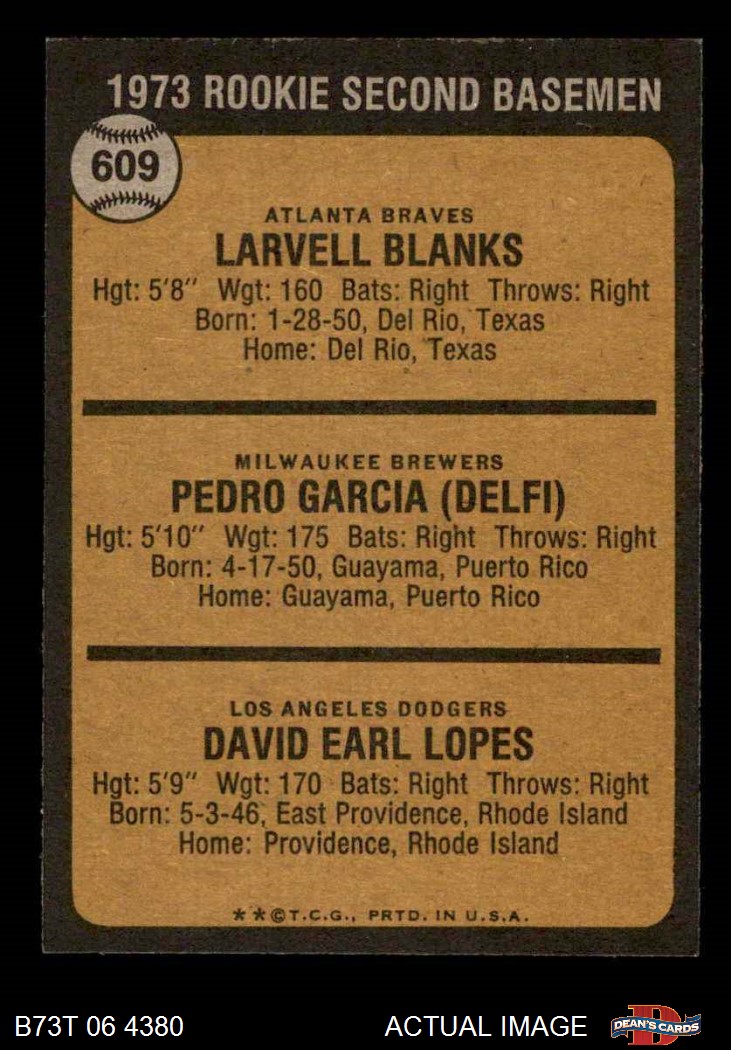 1973 ROOKIE SECOND BASEMEN
609
ATLANTA BRAVES
LARVELL BLANKS
Hgt: 5'8" Wgt: 160 Bats: Right Throws: Right
Born: 1-28-50, Del Rio, Texas
Home: Del Rio, Texas
MILWAUKEE BREWERS
PEDRO GARCIA (DELFI)
Hgt: 5'10" Wgt: 175 Bats: Right Throws: Right
Born: 4-17-50, Guayama, Puerto Rico
Home: Guayama, Puerto Rico
LOS ANGELES DODGERS
DAVID EARL LOPES
Hgt: 5'9" Wgt: 170 Bats: Right Throws: Right
Born: 5-3-46, East Providence, Rhode Island
Home: Providence, Rhode Island
**©T.C.G., PRTD. IN U.S.A.
B73T 06 4380 ACTUAL IMAGE
D
DEAN'S CARDS